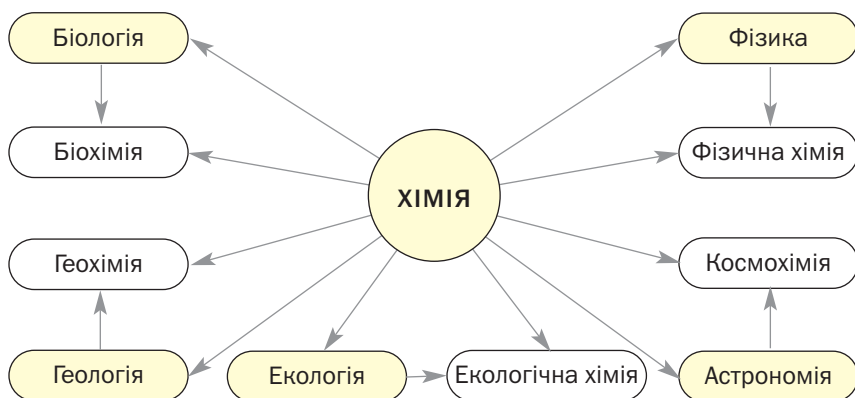 Біологія
Фізика
Біохімія
Фізична хімія
ХІМІЯ
Геохімія
Космохімія
Геологія
Екологія
Екологічна хімія
Астрономія